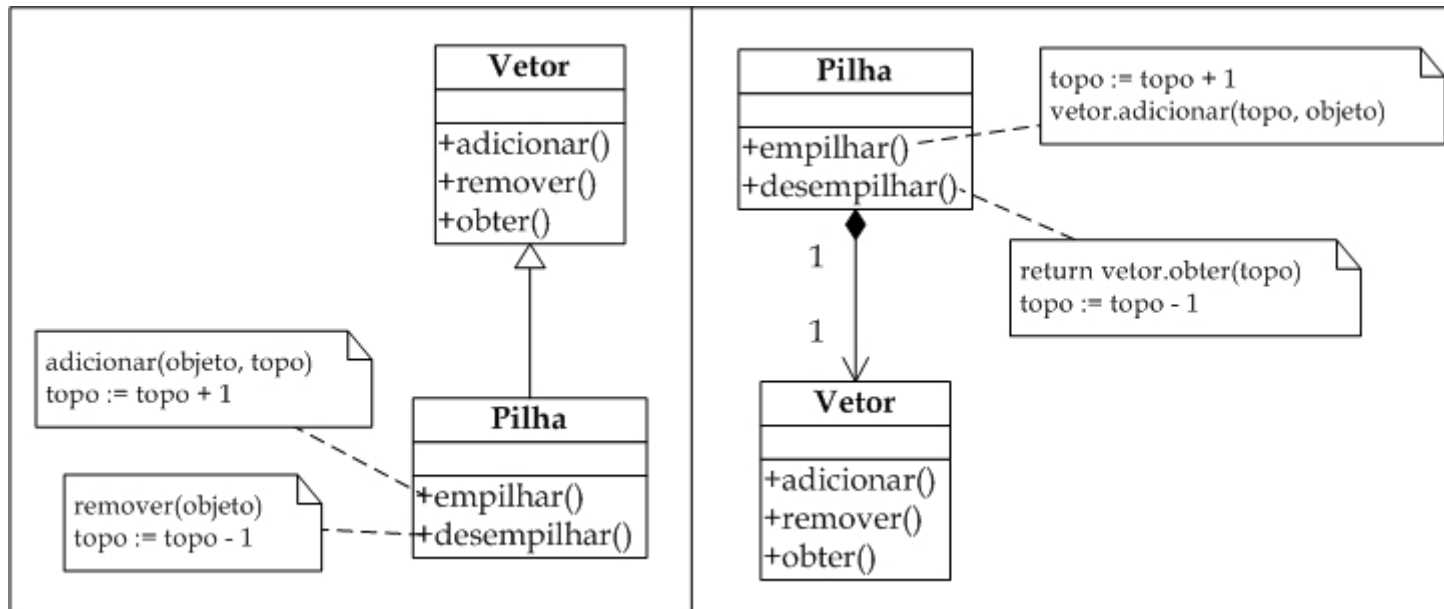 Vetor
+adicionar()
+remover()
+obter()
adicionar(objeto, topo)
topo := topo + 1
remover(objeto)
topo := topo - 1
Pilha
+empilhar()
+desempilhar()
Pilha
+empilhar()
+desempilhar()
topo := topo + 1
vetor.adicionar(topo, objeto)
return vetor.obter(topo)
topo := topo - 1
1
1
Vetor
+adicionar()
+remover()
+obter()